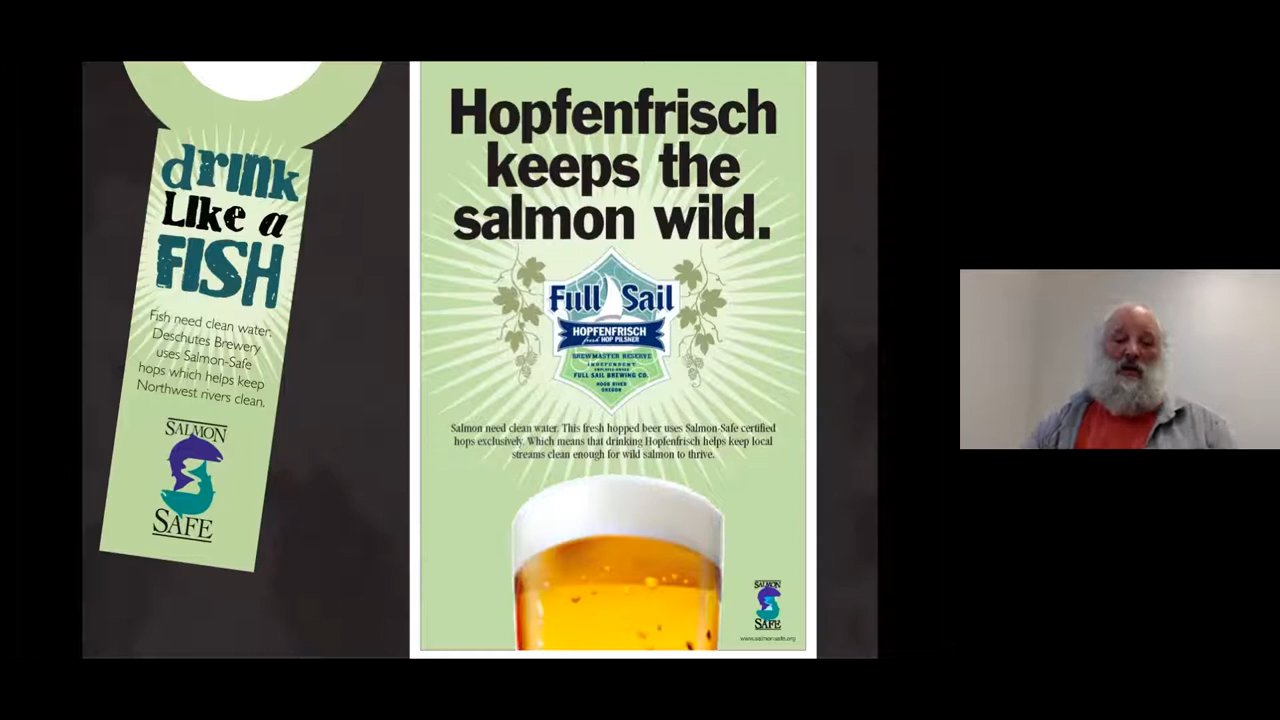 drink
Like a
FISH
Fish need clean water.
Deschutes Brewery
uses Salmon-Safe
hops which helps keep
Northwest rivers clean.
SALMON
SAFE
Hopfenfrisch
keeps the
salmon wild.
Full Sail
HOPFENFRISCH
fresh HOP PILSNER
BREWMASTER RESERVE
INDEPENDENT
EMPLOYEE-OWNED
FULL SAIL BREWING CO.
HOOD RIVER
OREGON
Salmon need clean water. This fresh hopped beer uses Salmon-Safe certified
hops exclusively. Which means that drinking Hopfenfrisch helps keep local
streams clean enough for wild salmon to thrive.
SALMON
SAFE
www.salmonsafe.org